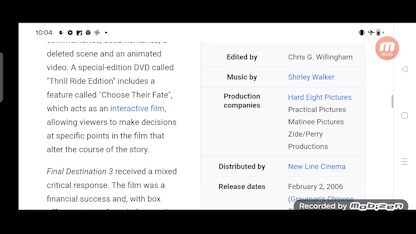 10:04
deleted scene and an animated
video. A special-edition DVD called
"Thrill Ride Edition" includes a
feature called "Choose Their Fate",
which acts as an interactive film,
allowing viewers to make decisions
at specific points in the film that
alter the course of the story.
Final Destination 3 received a mixed
critical response. The film was a
financial success and, with box
Edited by Chris G. Willingham
Music by Shirley Walker
Production companies Hard Eight Pictures
Practical Pictures
Matinee Pictures
Zide/Perry
Productions
Distributed by New Line Cinema
Release dates February 2, 2006
(Grauman's Chinese
Recorded by Mobizen